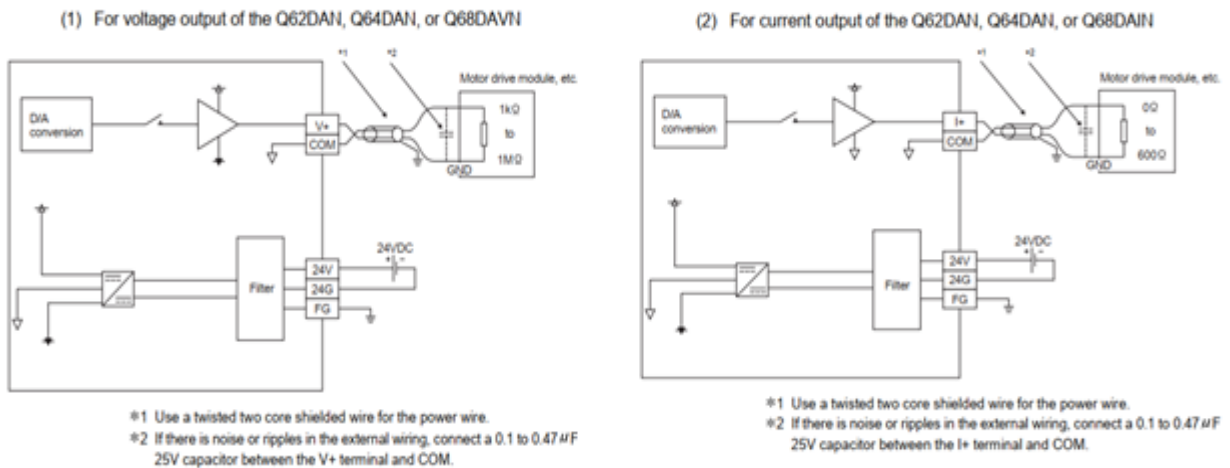 (1) For voltage output of the Q62DAN, Q64DAN, or Q68DAVN
*1
*2
Motor drive module, etc.
D/A
conversion
V+
COM
1kΩ
to
1MΩ
GND
24VDC
+ −
Filter
24V
24G
FG
*1 Use a twisted two core shielded wire for the power wire.
*2 If there is noise or ripples in the external wiring, connect a 0.1 to 0.47μF
25V capacitor between the V+ terminal and COM.
(2) For current output of the Q62DAN, Q64DAN, or Q68DAIN
*1
*2
Motor drive module, etc.
D/A
conversion
I+
COM
0Ω
to
600Ω
GND
24VDC
+ −
Filter
24V
24G
FG
*1 Use a twisted two core shielded wire for the power wire.
*2 If there is noise or ripples in the external wiring, connect a 0.1 to 0.47μF
25V capacitor between the I+ terminal and COM.